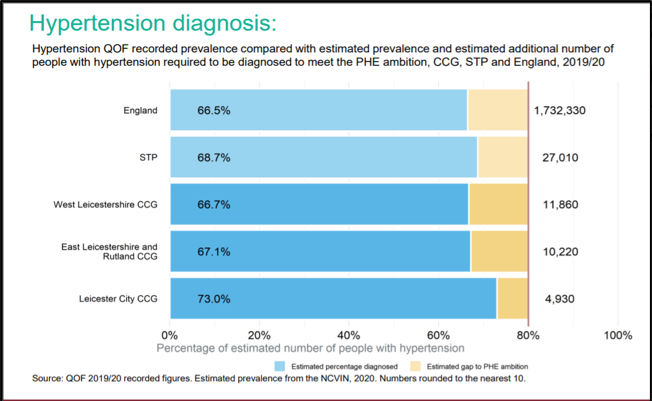 Hypertension diagnosis:
Hypertension QOF recorded prevalence compared with estimated prevalence and estimated additional number of
people with hypertension required to be diagnosed to meet the PHE ambition, CCG, STP and England, 2019/20
England 66.5% 1,732,330
STP 68.7% 27,010
West Leicestershire CCG 66.7% 11,860
East Leicestershire and
Rutland CCG 67.1% 10,220
Leicester City CCG 73.0% 4,930
0% 20% 40% 60% 80% 100%
Percentage of estimated number of people with hypertension
Estimated percentage diagnosed Estimated gap to PHE ambition
Source: QOF 2019/20 recorded figures. Estimated prevalence from the NCVIN, 2020. Numbers rounded to the nearest 10.